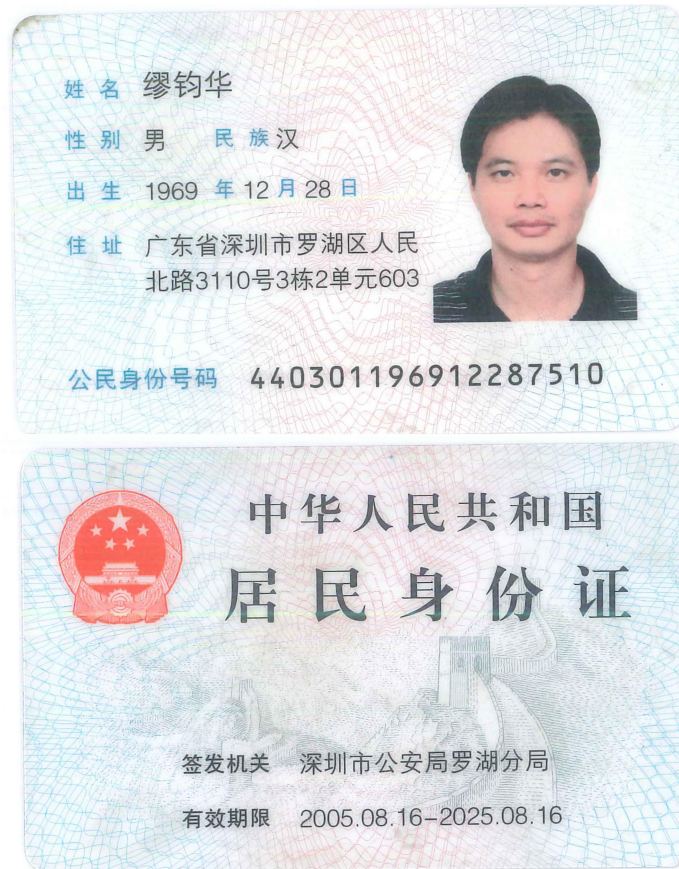 姓名 缪钧华
性别 男 民族 汉
出生 1969 年 12 月 28 日
住址 广东省深圳市罗湖区人民
北路3110号3栋2单元603
公民身份号码 440301196912287510
中华人民共和国
居民身份证
签发机关 深圳市公安局罗湖分局
有效期限 2005.08.16-2025.08.16